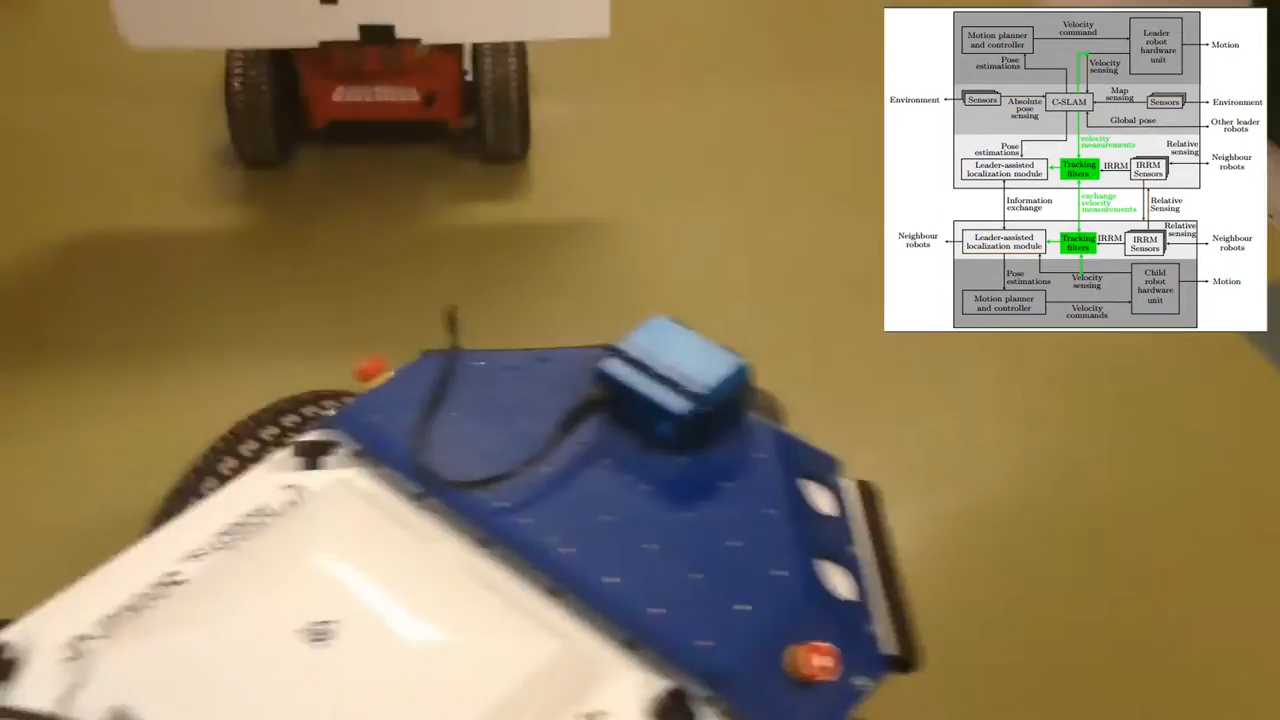 Motion planner
and controller
Velocity
command
Leader
robot
hardware
unit
Motion
Pose
estimations
Velocity
sensing
Environment
Sensors
Absolute
pose
sensing
C-SLAM
Map
sensing
Sensors
Environment
Global pose
Other leader
robots
velocity
measurements
Pose
estimations
Relative
sensing
Leader-assisted
localization module
Tracking
filters
IRRM
IRRM
Sensors
Neighbour
robots
Information
exchange
exchange
velocity
measurements
Relative
Sensing
Neighbour
robots
Leader-assisted
localization module
Tracking
filters
IRRM
IRRM
Sensors
Relative
sensing
Neighbour
robots
Pose
estimations
Velocity
sensing
Child
robot
hardware
unit
Motion
Motion planner
and controller
Velocity
commands